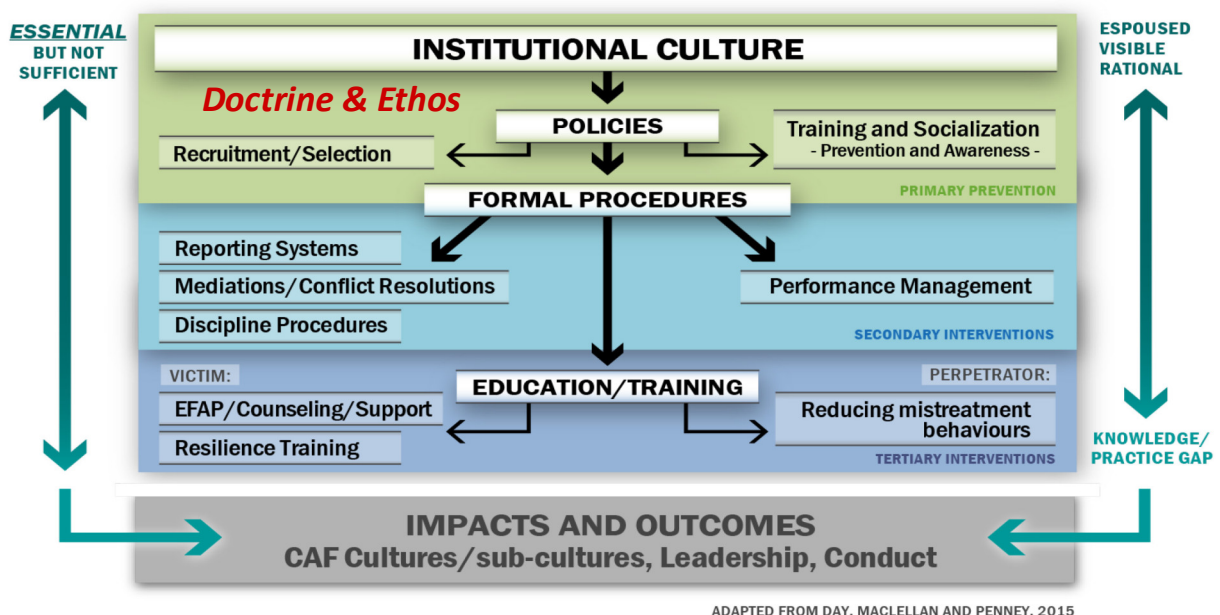 ESSENTIAL
BUT NOT
SUFFICIENT
ESPOUSED
VISIBLE
RATIONAL
INSTITUTIONAL CULTURE
Doctrine & Ethos
POLICIES
Recruitment/Selection
Training and Socialization
- Prevention and Awareness -
PRIMARY PREVENTION
FORMAL PROCEDURES
Reporting Systems
Mediations/Conflict Resolutions
Discipline Procedures
Performance Management
SECONDARY INTERVENTIONS
VICTIM:
EDUCATION/TRAINING
PERPETRATOR:
EFAP/Counseling/Support
Resilience Training
Reducing mistreatment
behaviours
TERTIARY INTERVENTIONS
KNOWLEDGE/
PRACTICE GAP
IMPACTS AND OUTCOMES
CAF Cultures/sub-cultures, Leadership, Conduct
ADAPTED FROM DAY, MACLELLAN AND PENNEY, 2015